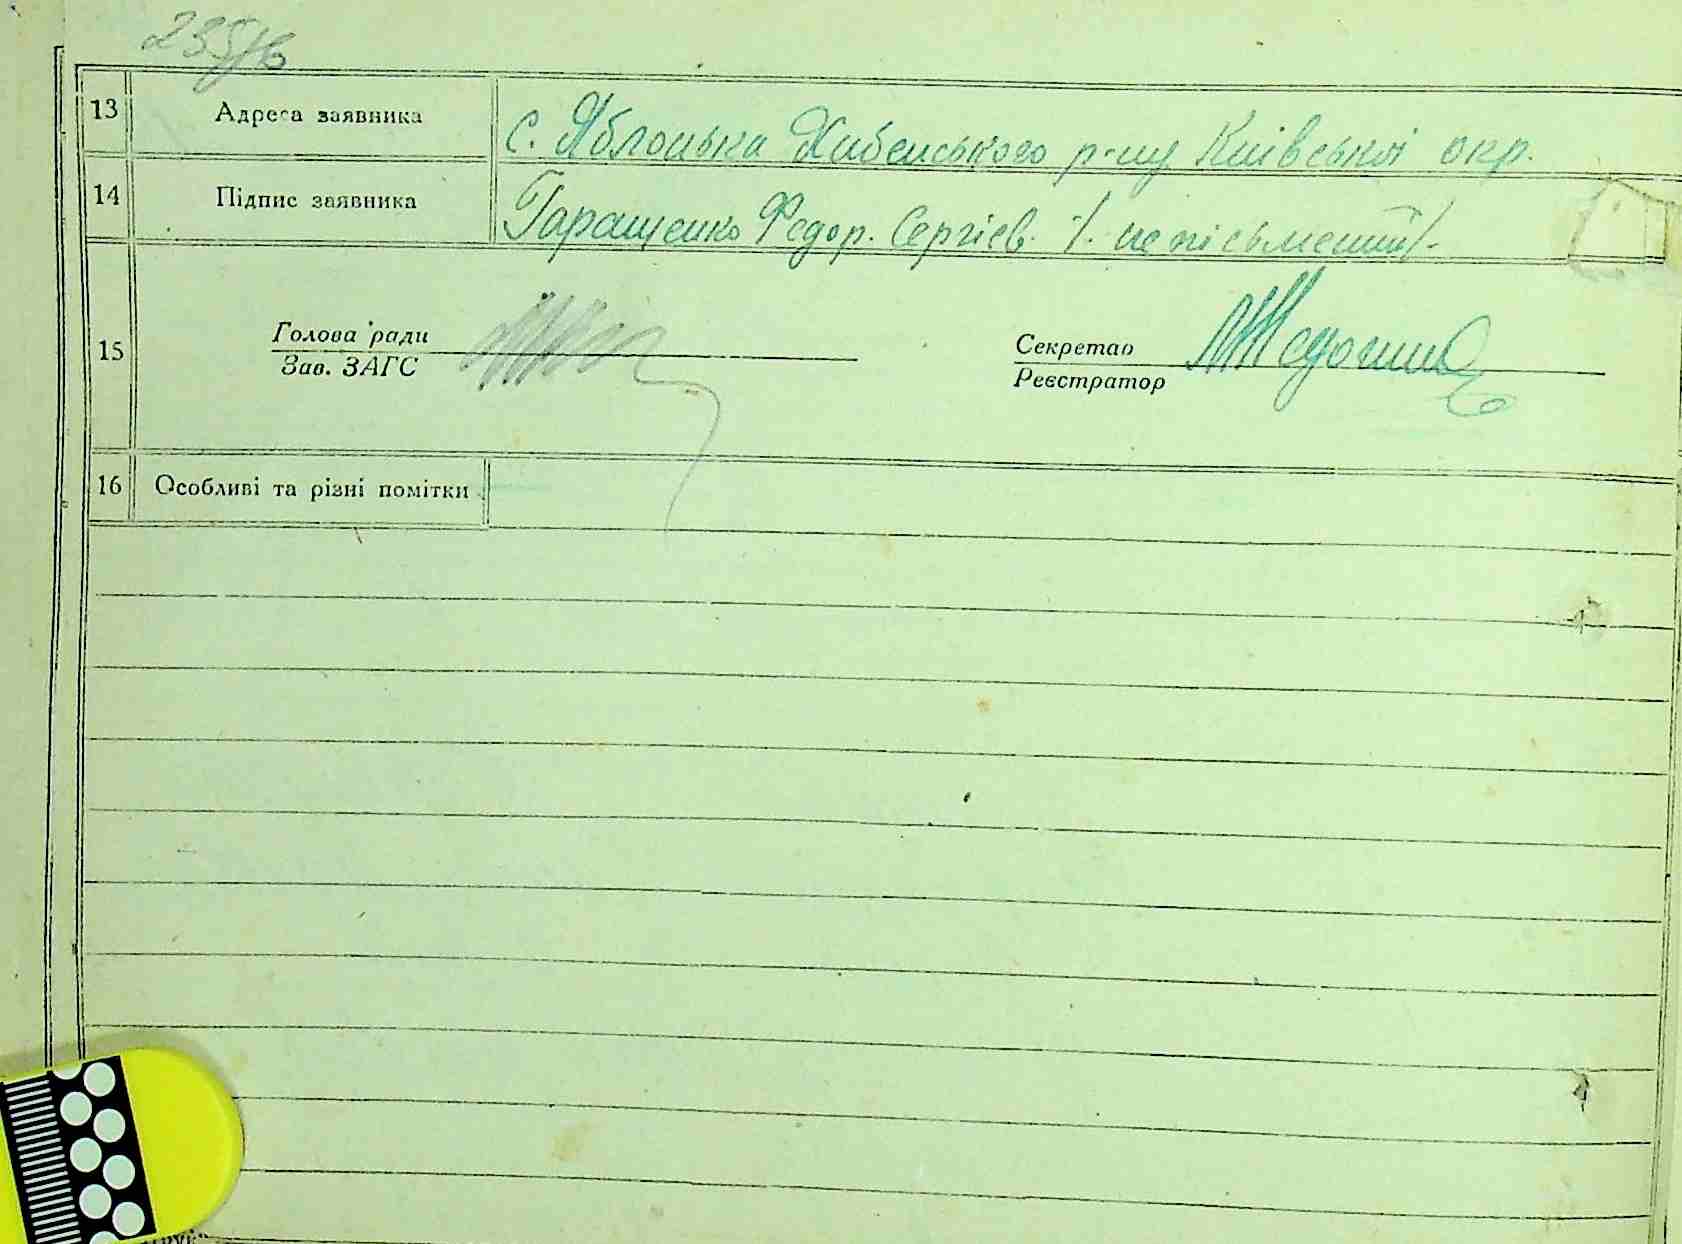 235/в
13 Адреса заявника с. Яблонька Хабенського р-ну Київської окр.
14 Підпис заявника Гаращенко Федор. Сергієв. /. неписьменний/-
15
Голова ради
Зав. ЗАГС
Секретар
Реєстратор
16 Особливі та різні помітки